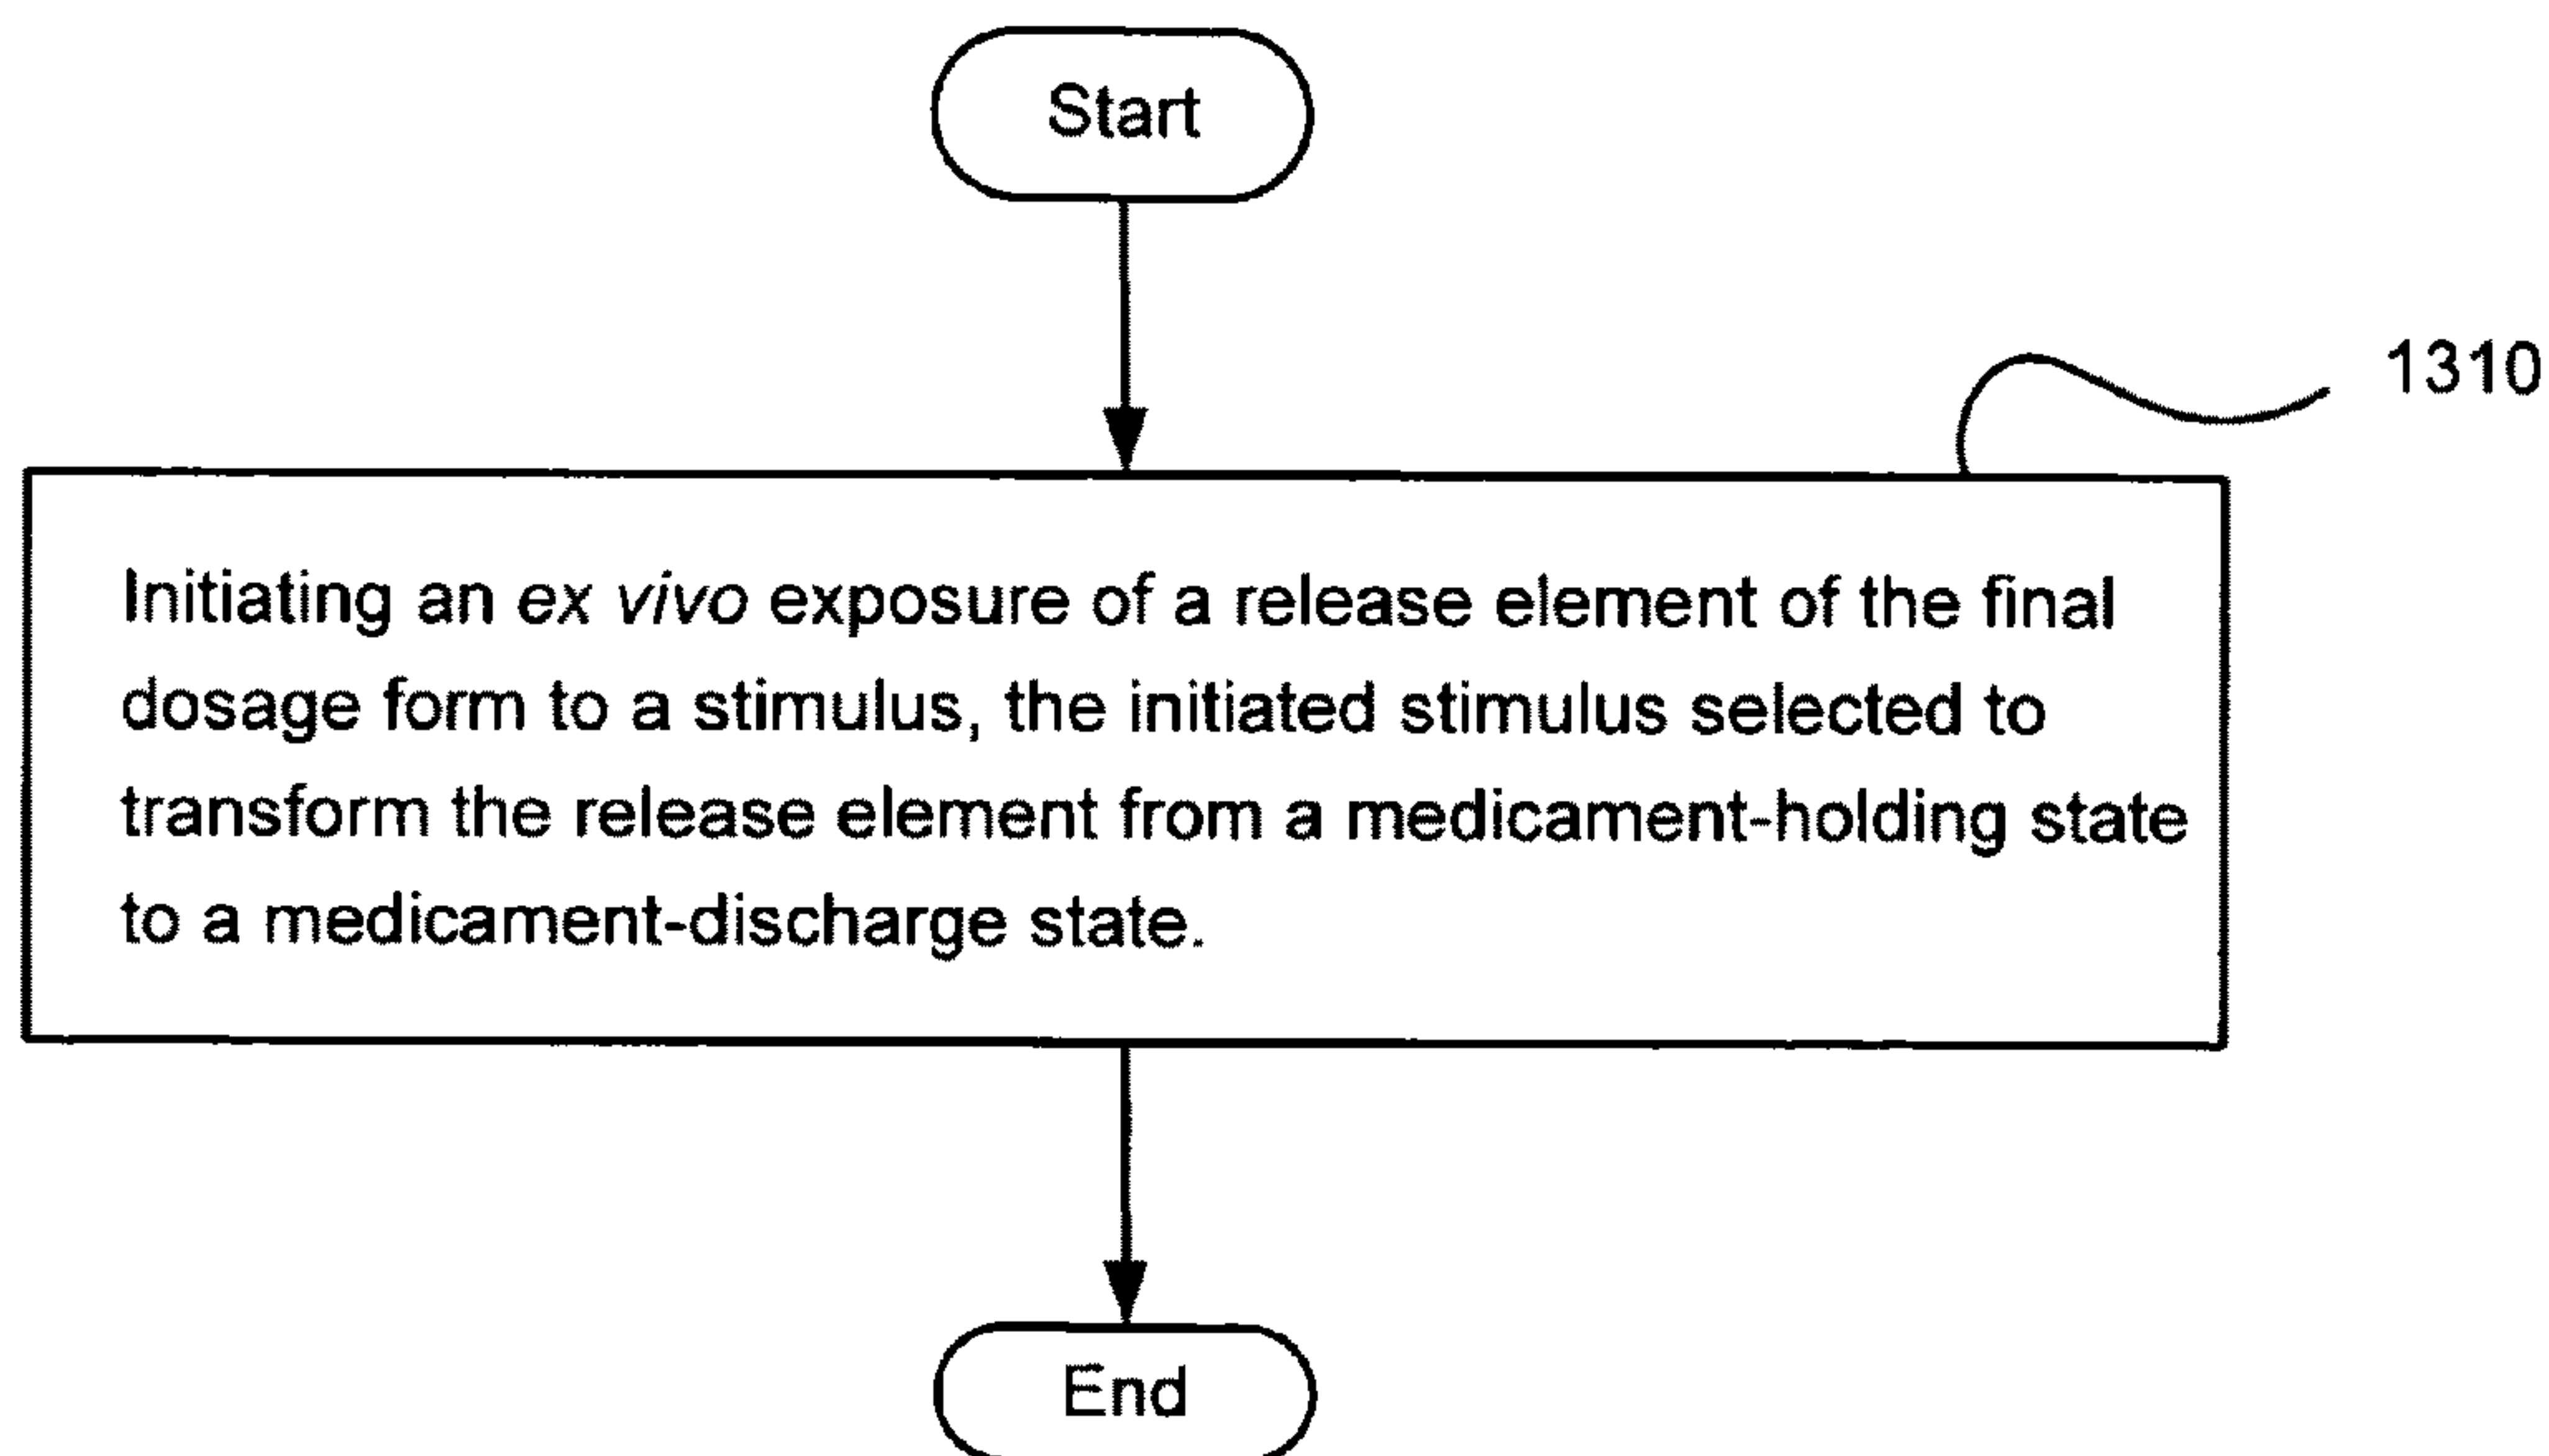 Start
1310
Initiating an ex vivo exposure of a release element of the final
dosage form to a stimulus, the initiated stimulus selected to
transform the release element from a medicament-holding state
to a medicament-discharge state.
End